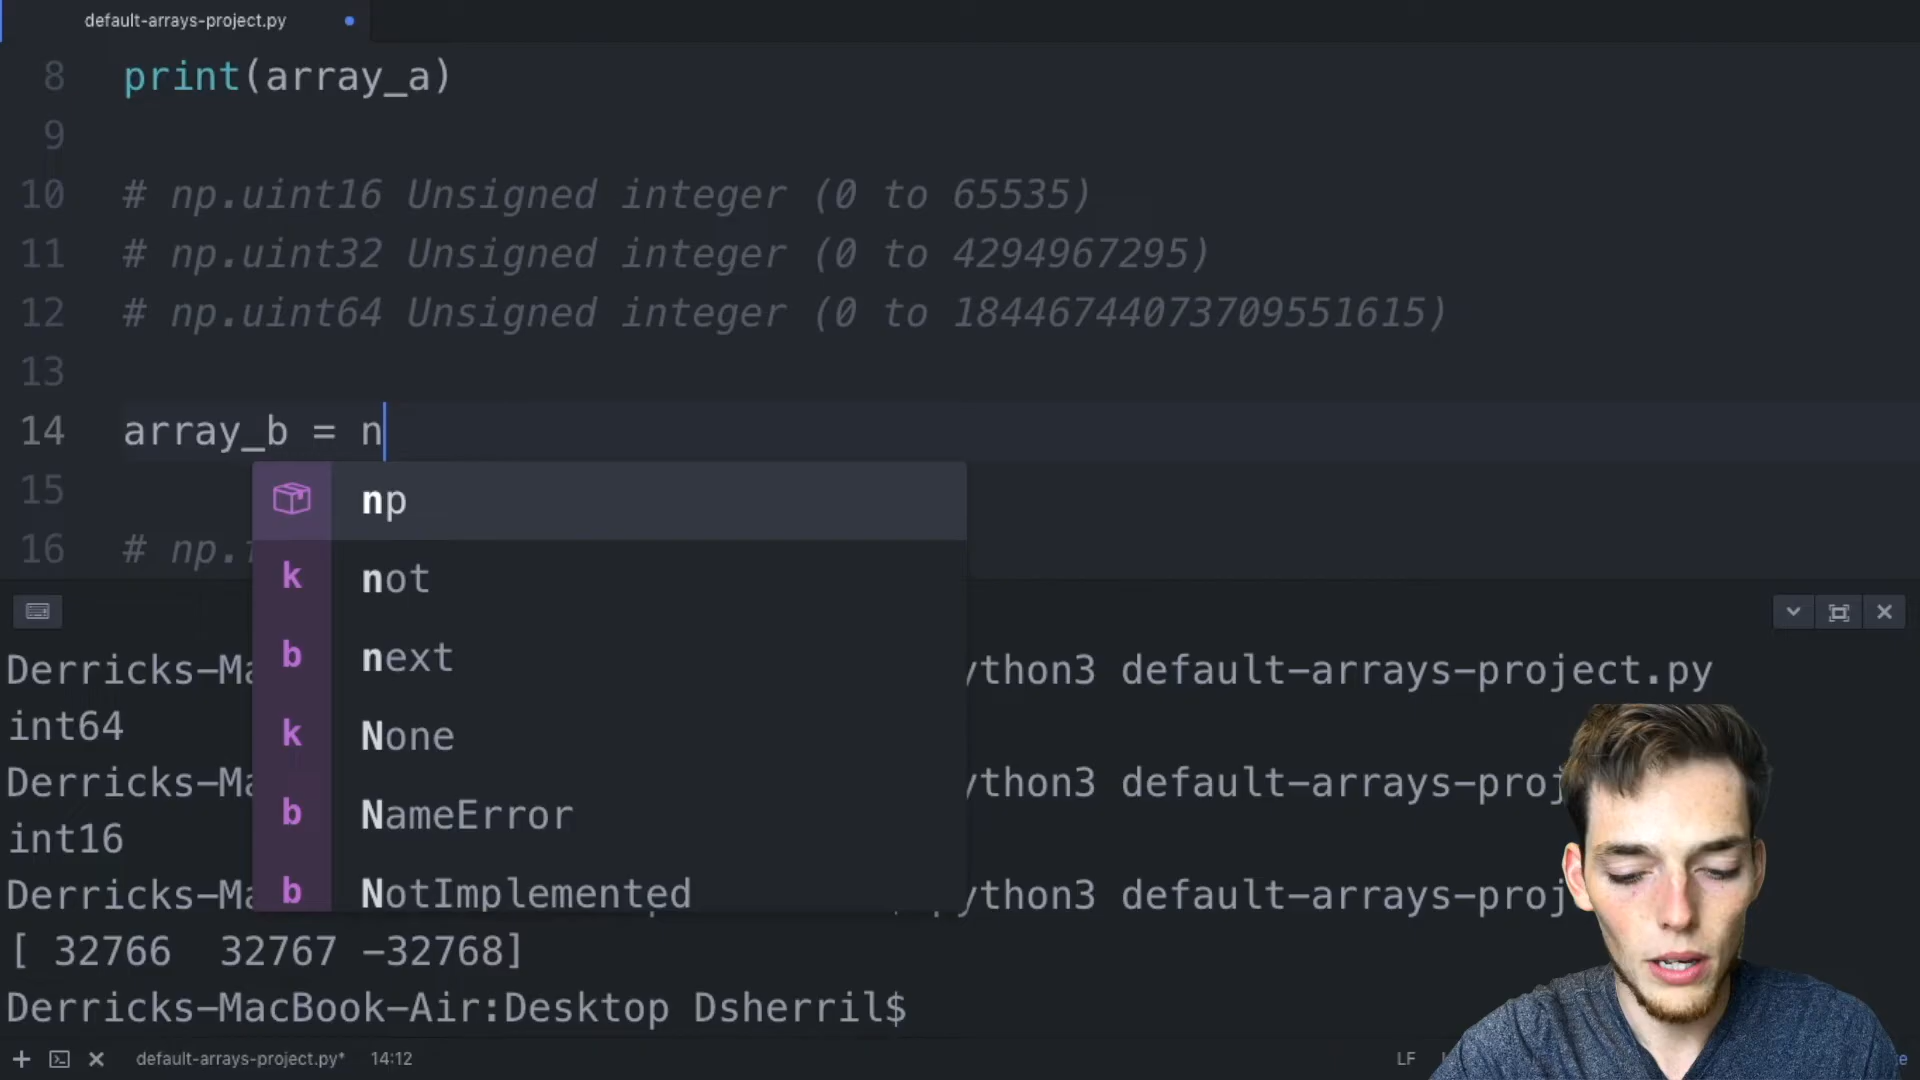 default-arrays-project.py
8 print(array_a)
9
10 # np.uint16 Unsigned integer (0 to 65535)
11 # np.uint32 Unsigned integer (0 to 4294967295)
12 # np.uint64 Unsigned integer (0 to 18446744073709551615)
13
14 array_b = n
np
15
16 # np.
k not
b next
k None
b NameError
b NotImplemented
Derricks-Ma ython3 default-arrays-project.py
int64
Derricks-Ma ython3 default-arrays-proj
int16
Derricks-Ma python3 default-arrays-proj
[ 32766 32767 -32768]
Derricks-MacBook-Air:Desktop Dsherril$
default-arrays-project.py* 14:12 LF